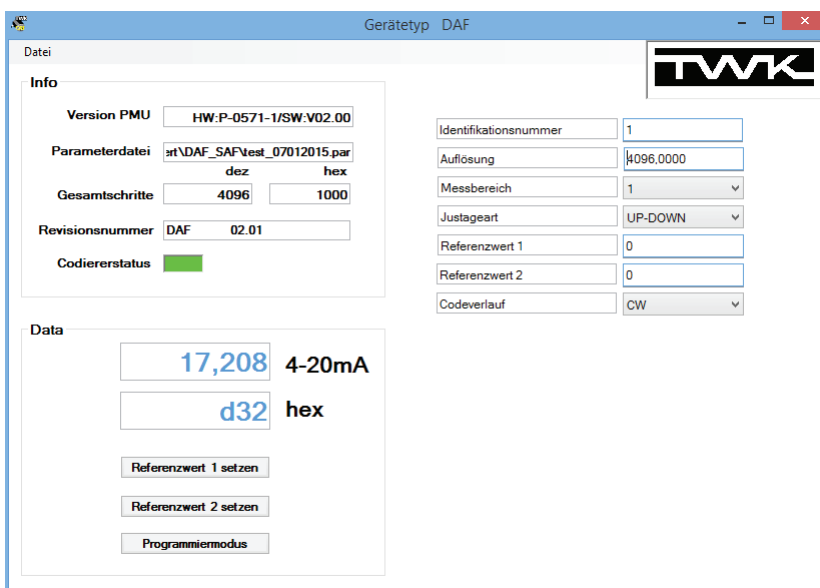 Gerätetyp DAF
Datei
TWK
Info
Version PMU HW:P-0571-1/SW:V02.00
Parameterdatei ert\DAF_SAF\test_07012015.par
dez hex
Gesamtschritte 4096 1000
Revisionsnummer DAF 02.01
Codiererstatus
Identifikationsnummer 1
Auflösung 4096,0000
Messbereich 1
Justageart UP-DOWN
Referenzwert 1 0
Referenzwert 2 0
Codeverlauf CW
Data
17,208 4-20mA
d32 hex
Referenzwert 1 setzen
Referenzwert 2 setzen
Programmiermodus